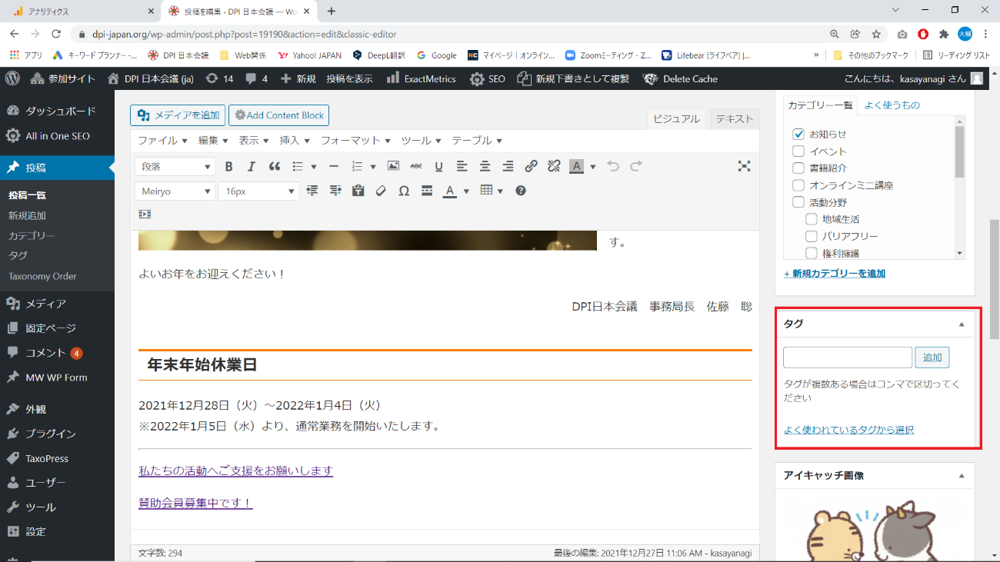 アナリティクス
投稿を編集 ‹ DPI 日本会議 — Wo
dpi-japan.org/wp-admin/post.php?post=19190&action=edit&classic-editor
大輔
アプリ キーワード プランナー -... DPI 日本会議 Web関係 Yahoo! JAPAN DeepL翻訳 Google マイページ | オンライン... Zoomミーティング - Z... Lifebear [ライフベア] |... » その他のブックマーク リーディング リスト
参加サイト DPI 日本会議 (ja) 14 4 新規 投稿を表示 ExactMetrics SEO 新規下書きとして複製 Delete Cache こんにちは、kasayanagi さん
ダッシュボード
All in One SEO
投稿
投稿一覧
新規追加
カテゴリー
タグ
Taxonomy Order
メディア
固定ページ
コメント 4
MW WP Form
外観
プラグイン
TaxoPress
ユーザー
ツール
設定
メディアを追加 Add Content Block
ビジュアル テキスト
ファイル 編集 表示 挿入 フォーマット ツール テーブル
段落 B I ABC U A
Meiryo 16px Ω A
す。
よいお年をお迎えください！
DPI日本会議　事務局長　佐藤　聡
年末年始休業日
2021年12月28日（火）～2022年1月4日（火）
※2022年1月5日（水）より、通常業務を開始いたします。
私たちの活動へご支援をお願いします
賛助会員募集中です！
文字数: 294 最後の編集: 2021年12月27日 11:06 AM - kasayanagi
カテゴリー一覧 よく使うもの
お知らせ
イベント
書籍紹介
オンラインミニ講座
活動分野
地域生活
バリアフリー
権利擁護
+ 新規カテゴリーを追加
タグ
追加
タグが複数ある場合はコンマで区切ってく
ださい
よく使われているタグから選択
アイキャッチ画像